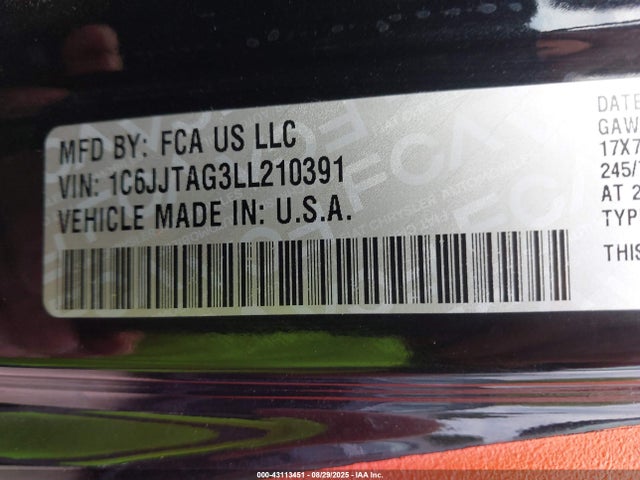 MFD BY: FCA US LLC
VIN: 1C6JJTAG3LL210391
VEHICLE MADE IN: U.S.A.
DATE
GAW
17X7
245/
AT 2
TYP
THIS
000-43113451 - 08/29/2025 - IAA Inc.